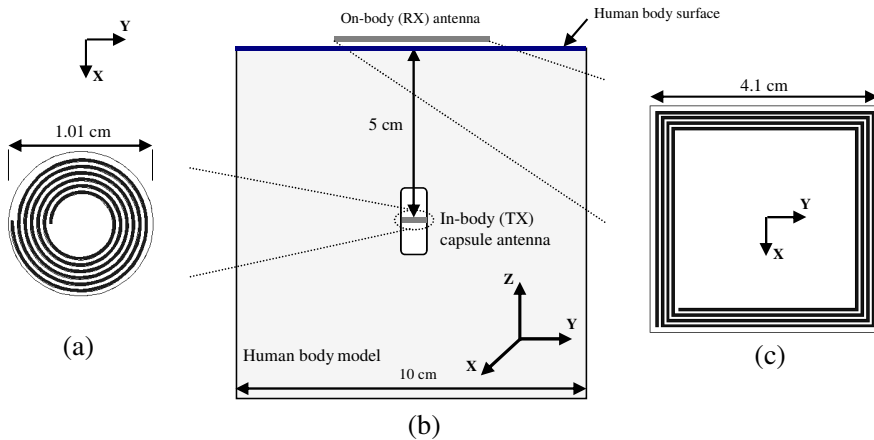 On-body (RX) antenna
Human body surface
Y
X
1.01 cm
5 cm
4.1 cm
In-body (TX)
capsule antenna
Y
X
Z
Y
X
Human body model
10 cm
(a)
(b)
(c)